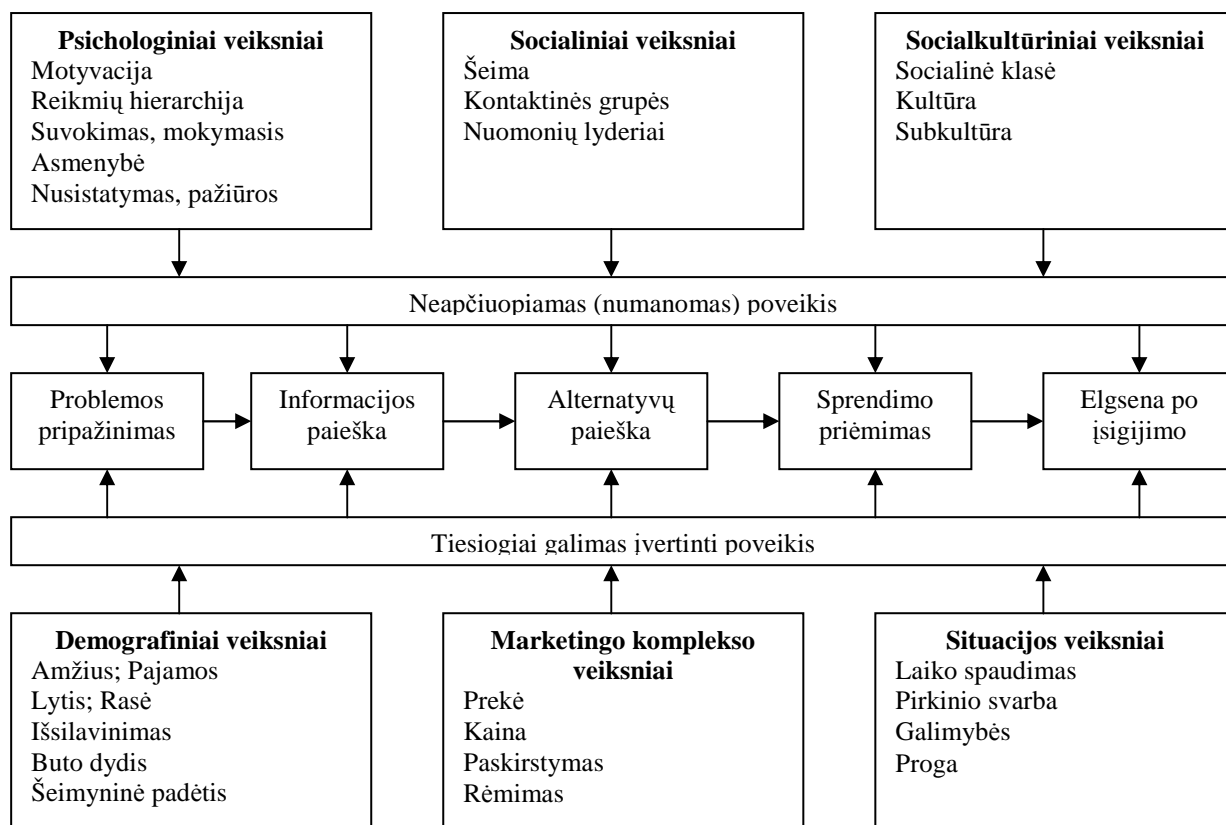 Psichologiniai veiksniai
Motyvacija
Reikmių hierarchija
Suvokimas, mokymasis
Asmenybė
Nusistatymas, pažiūros
Socialiniai veiksniai
Šeima
Kontaktinės grupės
Nuomonių lyderiai
Socialkultūriniai veiksniai
Socialinė klasė
Kultūra
Subkultūra
Neapčiuopiamas (numanomas) poveikis
Problemos
pripažinimas
Informacijos
paieška
Alternatyvų
paieška
Sprendimo
priėmimas
Elgsena po
įsigijimo
Tiesiogiai galimas įvertinti poveikis
Demografiniai veiksniai
Amžius; Pajamos
Lytis; Rasė
Išsilavinimas
Buto dydis
Šeimyninė padėtis
Marketingo komplekso
veiksniai
Prekė
Kaina
Paskirstymas
Rėmimas
Situacijos veiksniai
Laiko spaudimas
Pirkinio svarba
Galimybės
Proga